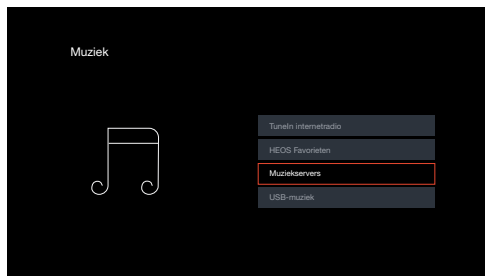 Muziek
TuneIn internetradio
HEOS Favorieten
Muziekservers
USB-muziek